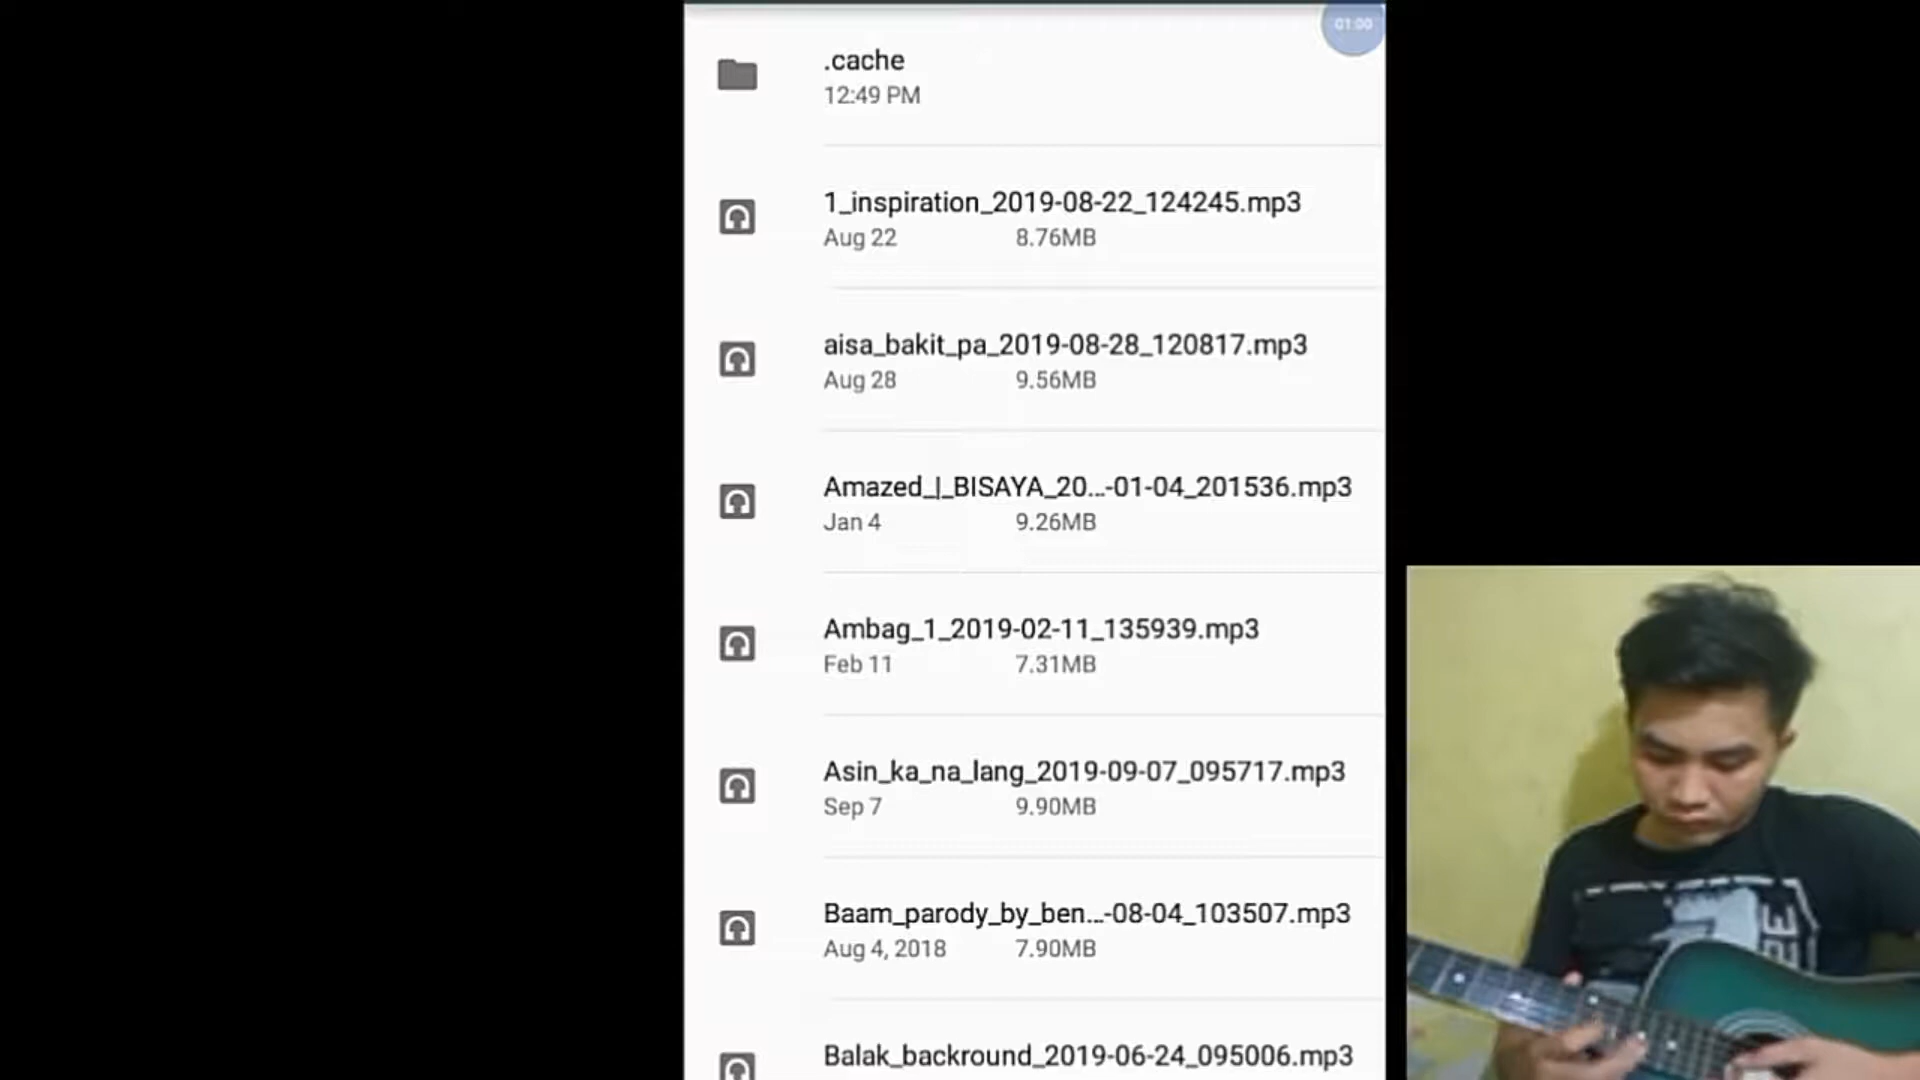 01:00
.cache
12:49 PM
1_inspiration_2019-08-22_124245.mp3
Aug 22 8.76MB
aisa_bakit_pa_2019-08-28_120817.mp3
Aug 28 9.56MB
Amazed_|_BISAYA_20...-01-04_201536.mp3
Jan 4 9.26MB
Ambag_1_2019-02-11_135939.mp3
Feb 11 7.31MB
Asin_ka_na_lang_2019-09-07_095717.mp3
Sep 7 9.90MB
Baam_parody_by_ben...-08-04_103507.mp3
Aug 4, 2018 7.90MB
Balak_backround_2019-06-24_095006.mp3